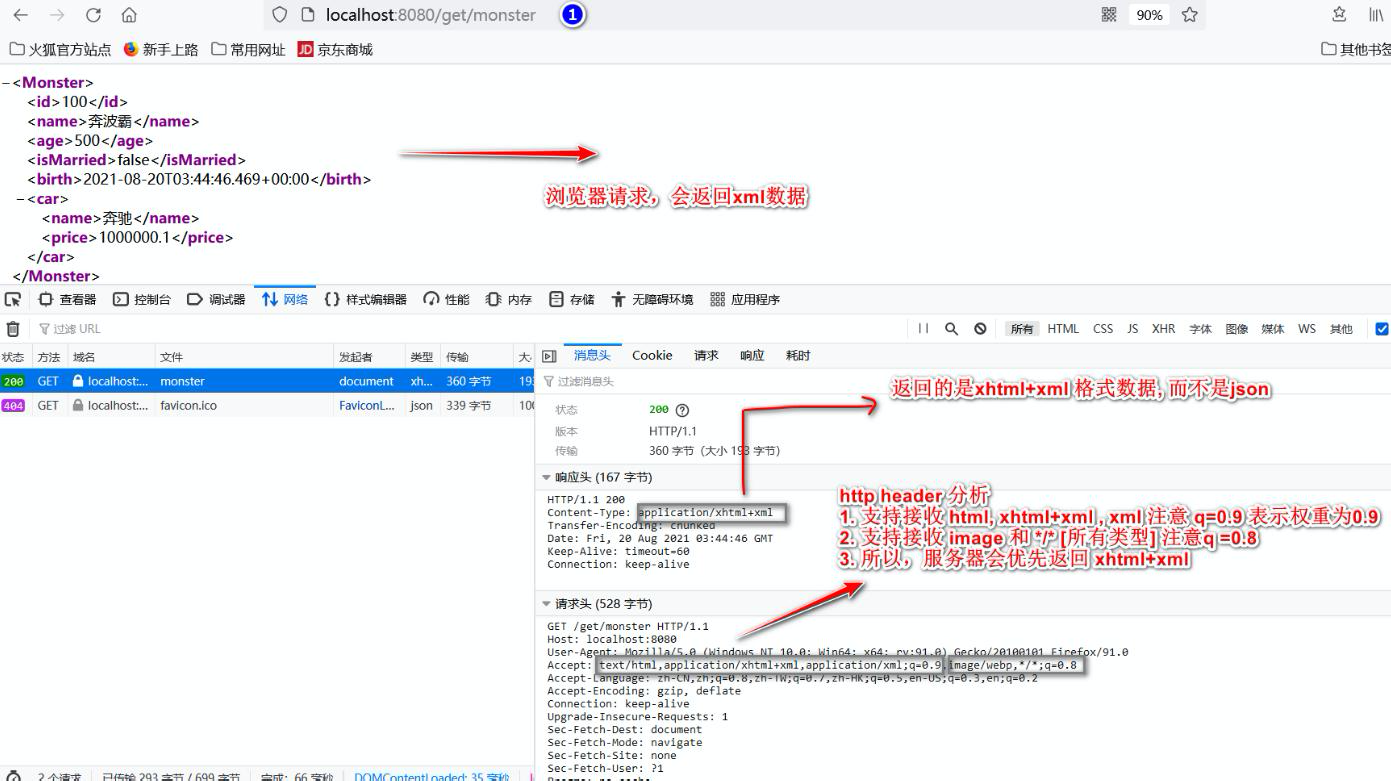 localhost:8080/get/monster
1
90%
火狐官方站点 新手上路 常用网址 JD 京东商城
其他书签
<Monster>
<id>100</id>
<name>奔波霸</name>
<age>500</age>
<isMarried>false</isMarried>
<birth>2021-08-20T03:44:46.469+00:00</birth>
<car>
<name>奔驰</name>
<price>1000000.1</price>
</car>
</Monster>
浏览器请求，会返回xml数据
查看器 控制台 调试器 网络 {} 样式编辑器 性能 内存 存储 无障碍环境 应用程序
过滤 URL
所有 HTML CSS JS XHR 字体 图像 媒体 WS 其他
状态 方法 域名 文件 发起者 类型 传输 大
200 GET localhost:... monster document xh... 360 字节 193
404 GET localhost:... favicon.ico FaviconL... json 339 字节 100
消息头 Cookie 请求 响应 耗时
过滤消息头
状态 200
版本 HTTP/1.1
传输 360 字节（大小 193 字节）
返回的是xhtml+xml 格式数据, 而不是json
响应头 (167 字节)
HTTP/1.1 200
Content-Type: application/xhtml+xml
Transfer-Encoding: chunked
Date: Fri, 20 Aug 2021 03:44:46 GMT
Keep-Alive: timeout=60
Connection: keep-alive
http header 分析
1. 支持接收 html, xhtml+xml , xml 注意 q=0.9 表示权重为0.9
2. 支持接收 image 和 */* [所有类型] 注意q =0.8
3. 所以，服务器会优先返回 xhtml+xml
请求头 (528 字节)
GET /get/monster HTTP/1.1
Host: localhost:8080
User-Agent: Mozilla/5.0 (Windows NT 10.0; Win64; x64; rv:91.0) Gecko/20100101 Firefox/91.0
Accept: text/html,application/xhtml+xml,application/xml;q=0.9,image/webp,*/*;q=0.8
Accept-Language: zh-CN,zh;q=0.8,zh-TW;q=0.7,zh-HK;q=0.5,en-US;q=0.3,en;q=0.2
Accept-Encoding: gzip, deflate
Connection: keep-alive
Upgrade-Insecure-Requests: 1
Sec-Fetch-Dest: document
Sec-Fetch-Mode: navigate
Sec-Fetch-Site: none
Sec-Fetch-User: ?1
2 个请求 已传输 293 字节 / 699 字节 完成：66 毫秒 DOMContentLoaded: 35 毫秒